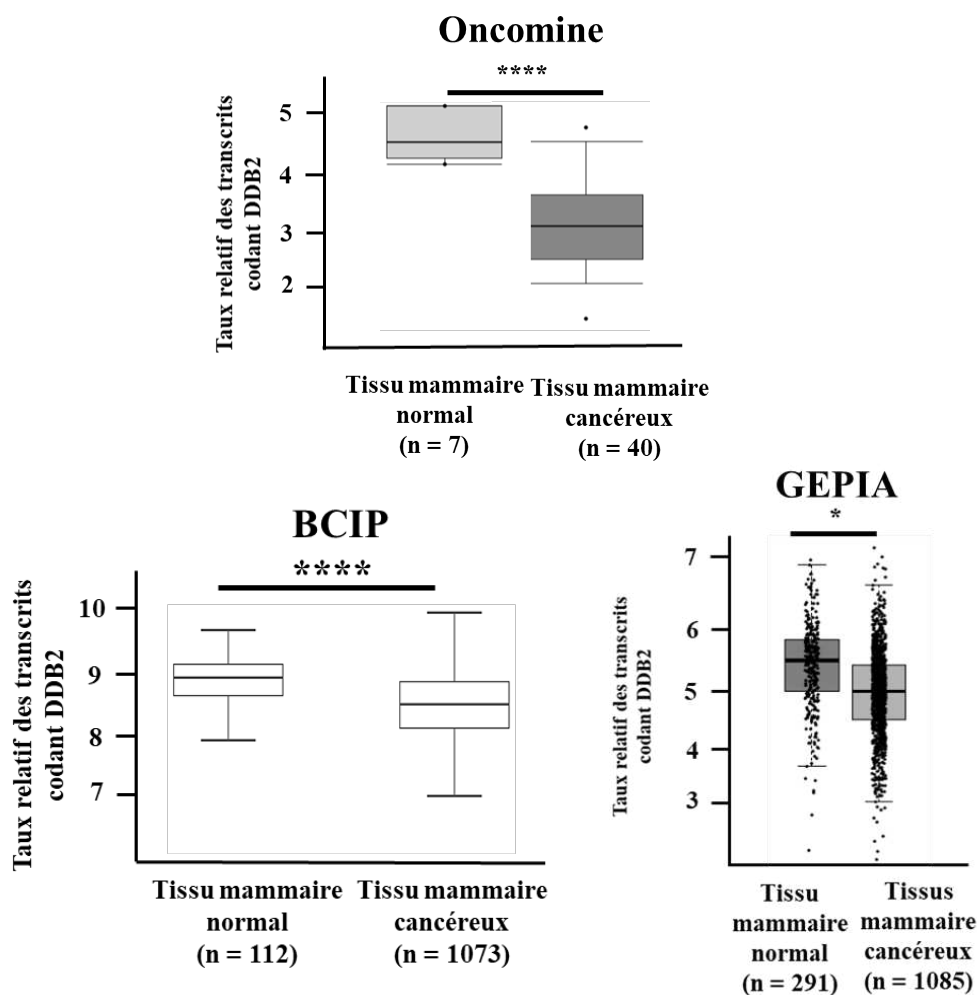 Oncomine
****
Taux relatif des transcrits
codant DDB2
5
4
3
2
Tissu mammaire
normal
(n = 7)
Tissu mammaire
cancéreux
(n = 40)
BCIP
****
Taux relatif des transcrits
codant DDB2
10
9
8
7
Tissu mammaire
normal
(n = 112)
Tissu mammaire
cancéreux
(n = 1073)
GEPIA
*
Taux relatif des transcrits
codant DDB2
7
6
5
4
3
Tissu
mammaire
normal
(n = 291)
Tissus
mammaire
cancéreux
(n = 1085)